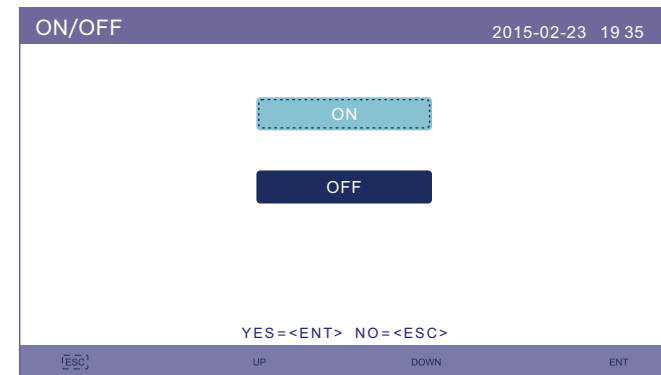 ON/OFF 2015-02-23 19 35
ON
OFF
YES=<ENT> NO=<ESC>
ESC UP DOWN ENT